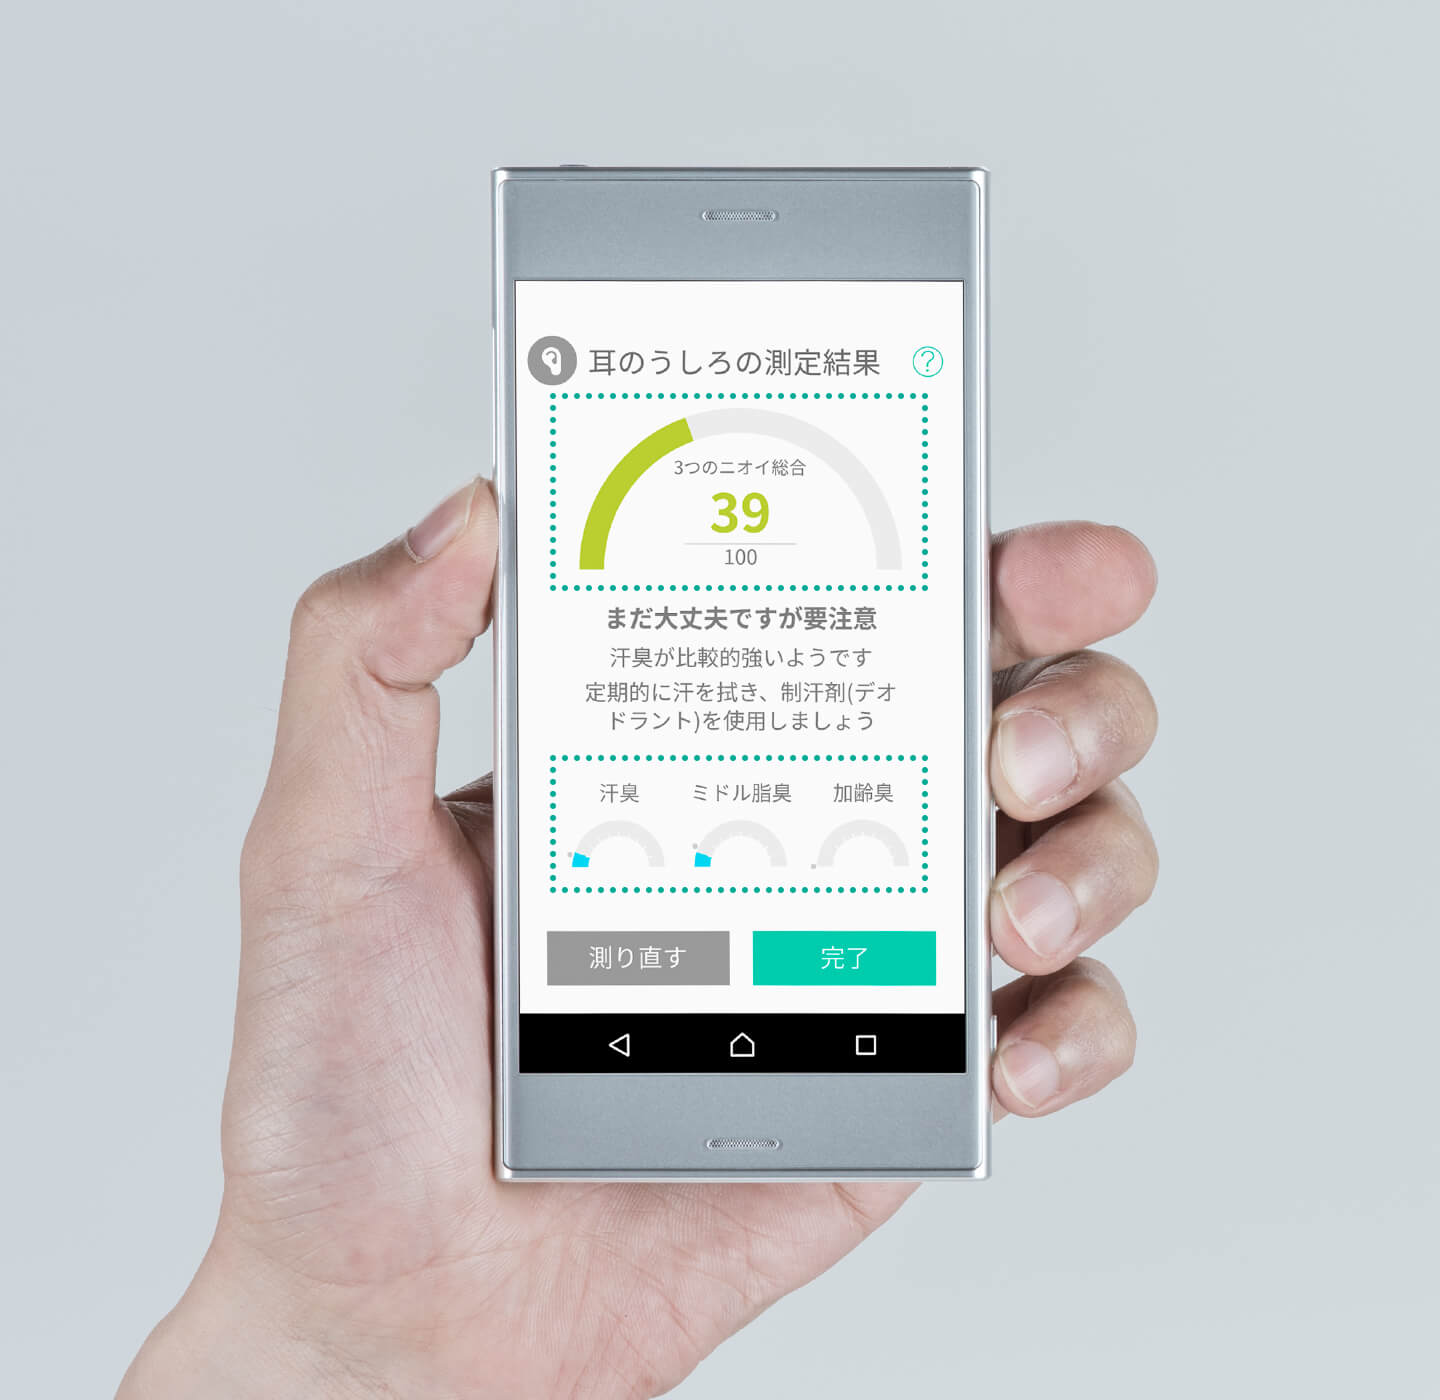 耳のうしろの測定結果
?
3つのニオイ総合
39
100
まだ大丈夫ですが要注意
汗臭が比較的強いようです
定期的に汗を拭き、制汗剤(デオ
ドラント)を使用しましょう
汗臭 ミドル脂臭 加齢臭
測り直す 完了